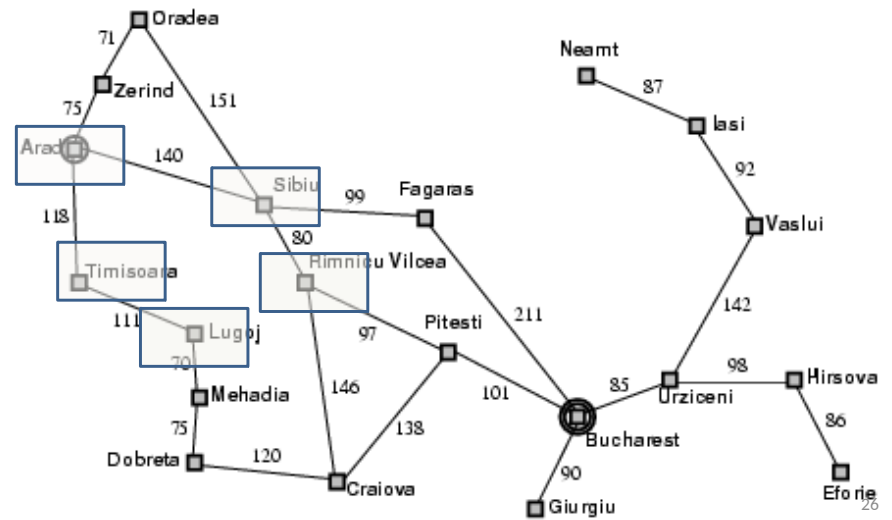 Oradea
Neamt
71
87
Zerind
151
75
Iasi
Arad
140
92
Sibiu
Fagaras
99
118
80
Vaslui
Timisoara
Rimnicu Vilcea
211
142
111
Lugoj
97
Pitesti
70
98
Mehadia
146
101
85
Hirsova
Urziceni
75
138
86
Bucharest
Dobreta
120
90
Craiova
Eforie
Giurgiu
26